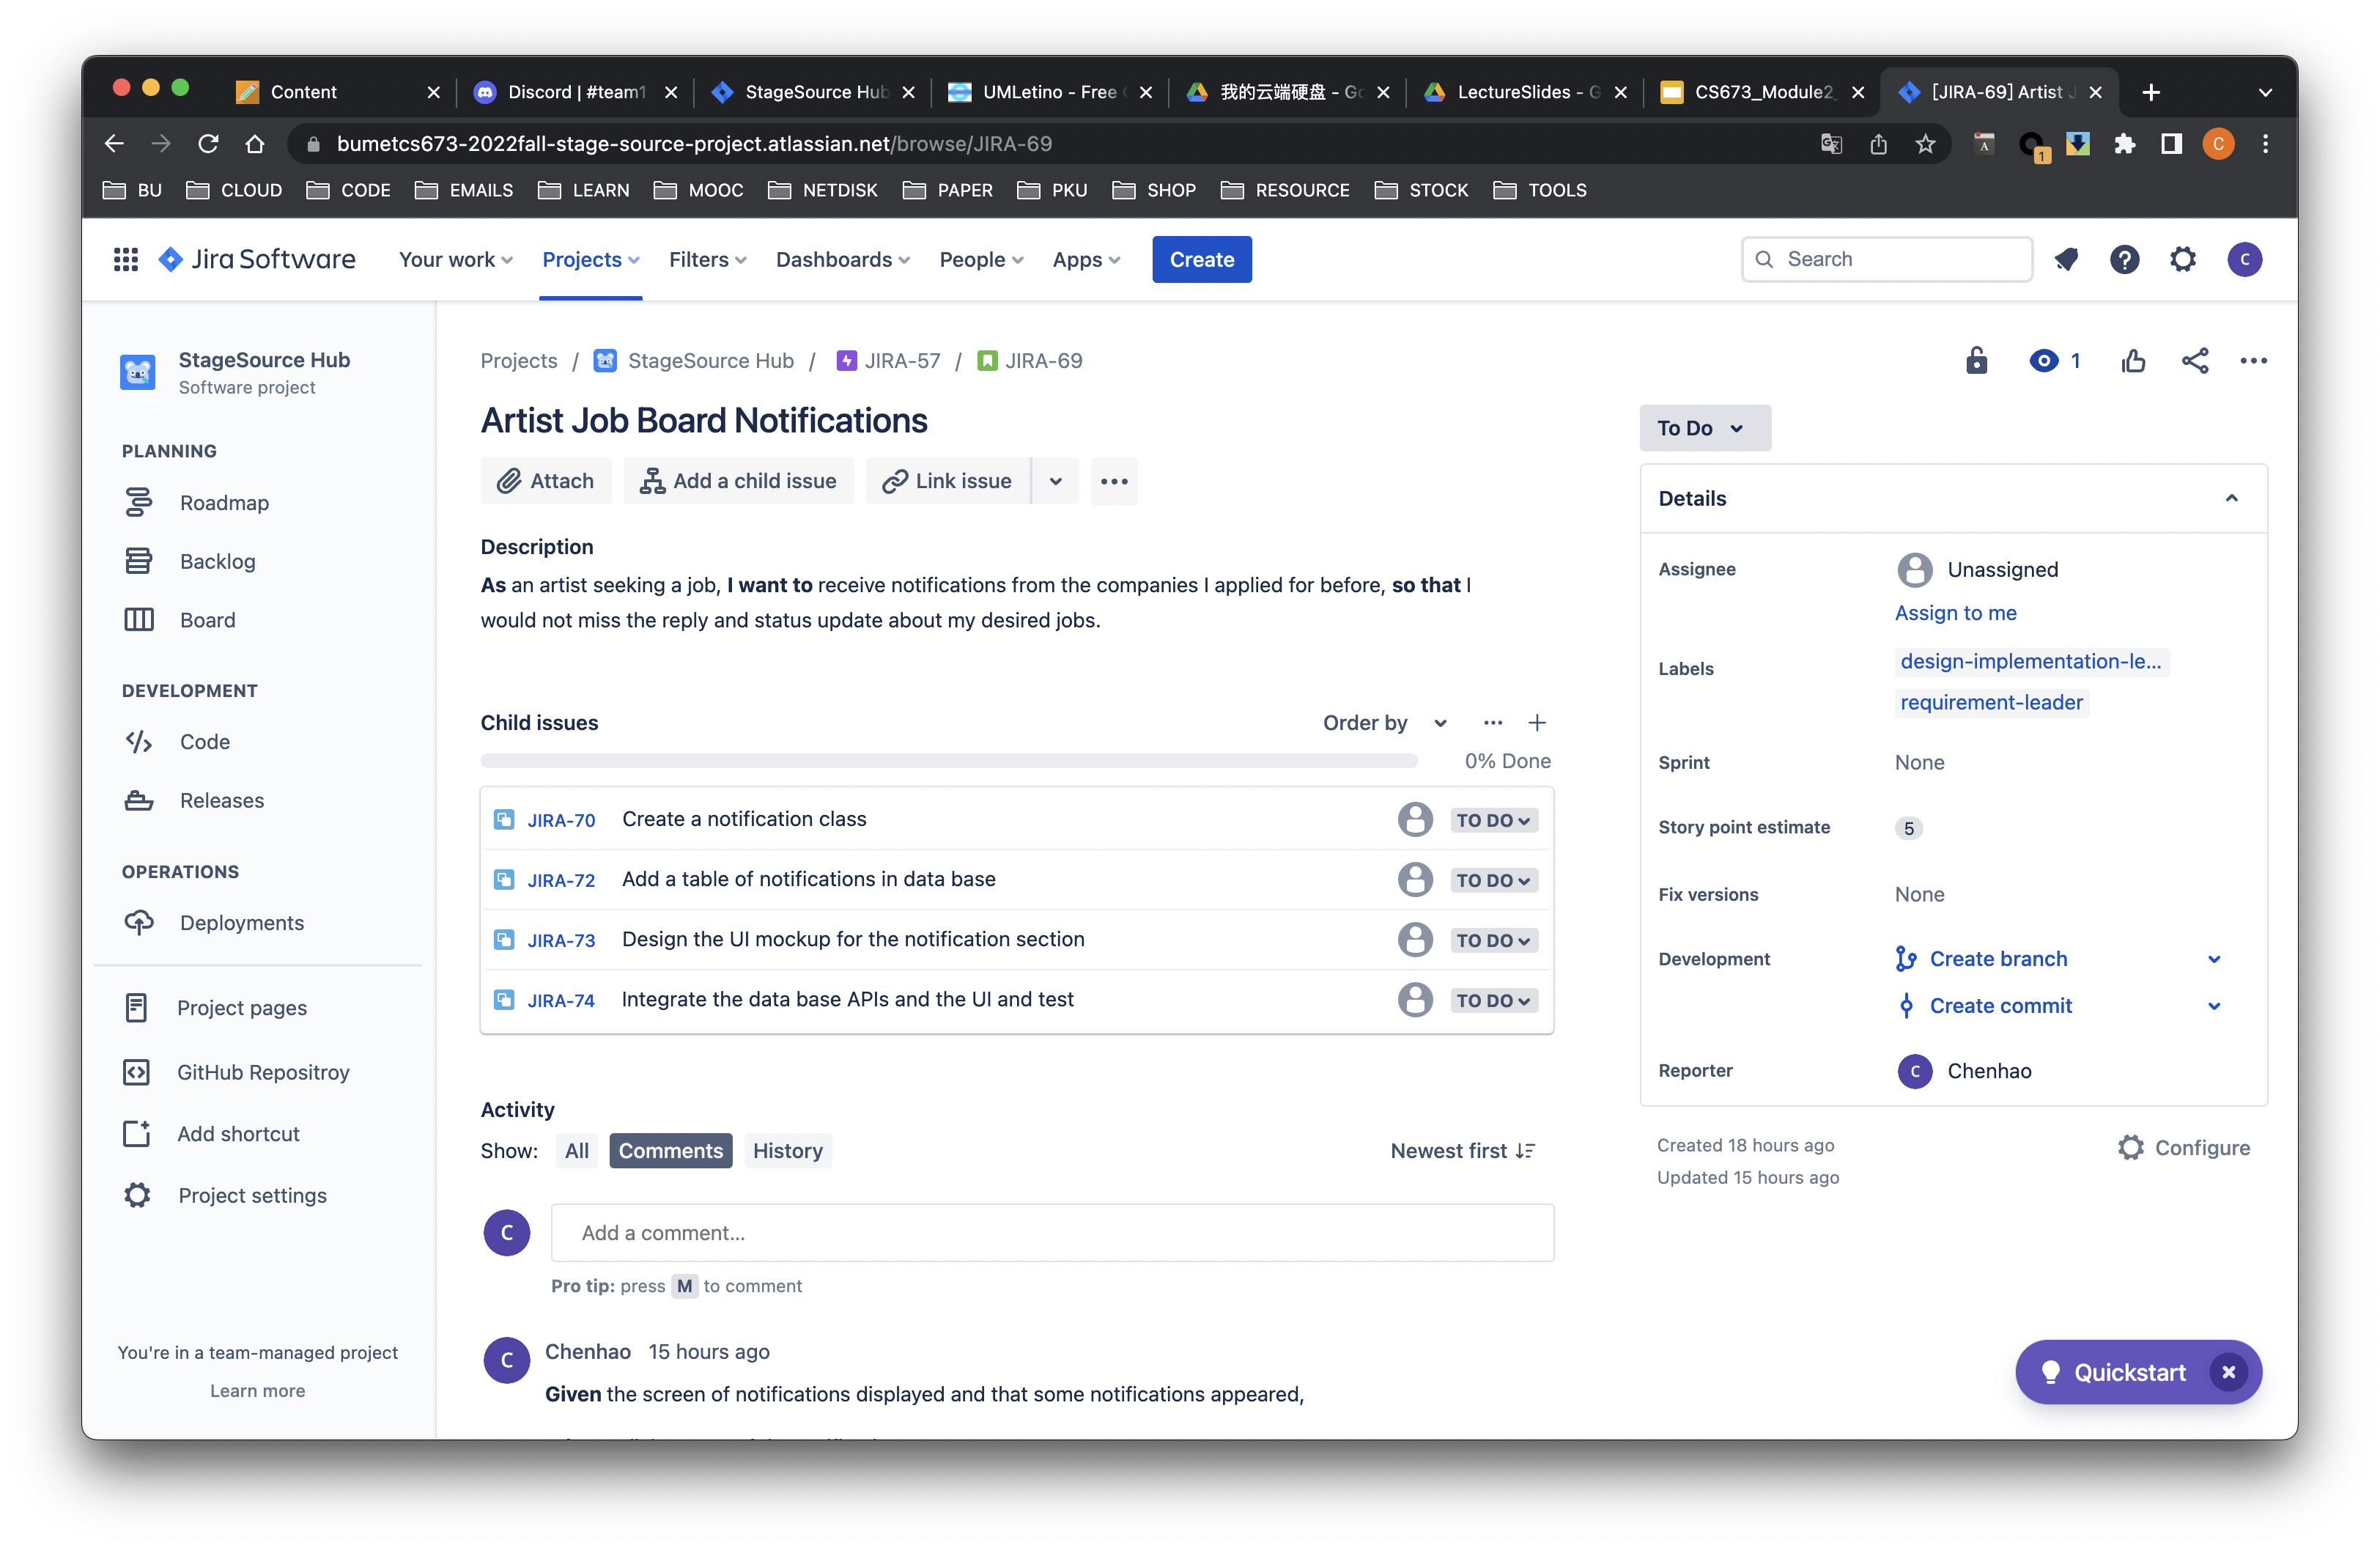 Content
Discord | #team1
StageSource Hub
UMLetino - Free
我的云端硬盘 - Go
LectureSlides - G
CS673_Module2_
[JIRA-69] Artist J
bumetcs673-2022fall-stage-source-project.atlassian.net/browse/JIRA-69
A
1
C
BU
CLOUD
CODE
EMAILS
LEARN
MOOC
NETDISK
PAPER
PKU
SHOP
RESOURCE
STOCK
TOOLS
Jira Software
Your work
Projects
Filters
Dashboards
People
Apps
Create
Search
C
StageSource Hub
Software project
PLANNING
Roadmap
Backlog
Board
DEVELOPMENT
Code
Releases
OPERATIONS
Deployments
Project pages
GitHub Repositroy
Add shortcut
Project settings
You're in a team-managed project
Learn more
Projects / StageSource Hub / JIRA-57 / JIRA-69
1
Artist Job Board Notifications
Attach
Add a child issue
Link issue
Description
As an artist seeking a job, I want to receive notifications from the companies I applied for before, so that I
would not miss the reply and status update about my desired jobs.
Child issues
Order by
0% Done
JIRA-70 Create a notification class TO DO
JIRA-72 Add a table of notifications in data base TO DO
JIRA-73 Design the UI mockup for the notification section TO DO
JIRA-74 Integrate the data base APIs and the UI and test TO DO
Activity
Show: All Comments History
Newest first
C
Add a comment...
Pro tip: press M to comment
C
Chenhao 15 hours ago
Given the screen of notifications displayed and that some notifications appeared,
To Do
Details
Assignee
Unassigned
Assign to me
Labels
design-implementation-le...
requirement-leader
Sprint
None
Story point estimate
5
Fix versions
None
Development
Create branch
Create commit
Reporter
C
Chenhao
Created 18 hours ago
Updated 15 hours ago
Configure
Quickstart